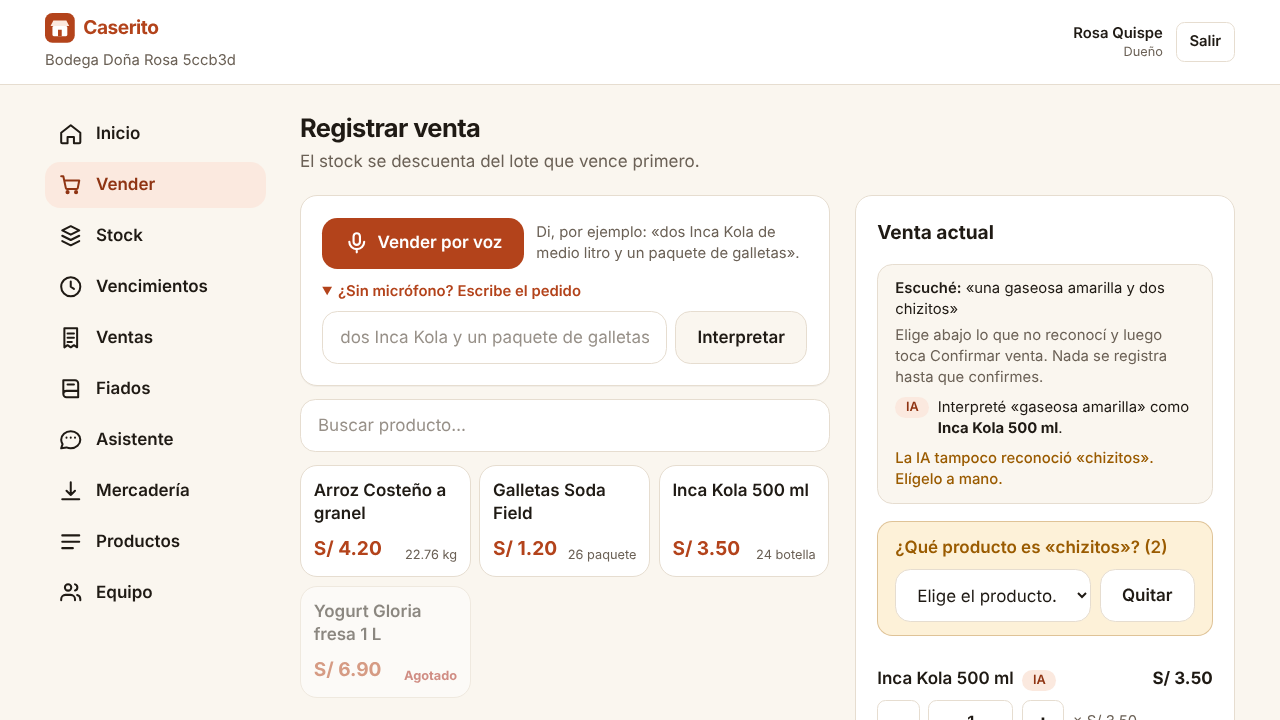 Caserito
Bodega Doña Rosa 5ccb3d
Rosa Quispe
Dueño
Salir
Inicio
Vender
Stock
Vencimientos
Ventas
Fiados
Asistente
Mercadería
Productos
Equipo
Registrar venta
El stock se descuenta del lote que vence primero.
Vender por voz
Di, por ejemplo: «dos Inca Kola de
medio litro y un paquete de galletas».
▼ ¿Sin micrófono? Escribe el pedido
dos Inca Kola y un paquete de galletas
Interpretar
Buscar producto...
Arroz Costeño a
granel
S/ 4.20
22.76 kg
Galletas Soda
Field
S/ 1.20
26 paquete
Inca Kola 500 ml
S/ 3.50
24 botella
Yogurt Gloria
fresa 1 L
S/ 6.90
Agotado
Venta actual
Escuché: «una gaseosa amarilla y dos
chizitos»
Elige abajo lo que no reconocí y luego
toca Confirmar venta. Nada se registra
hasta que confirmes.
IA
Interpreté «gaseosa amarilla» como
Inca Kola 500 ml.
La IA tampoco reconoció «chizitos».
Elígelo a mano.
¿Qué producto es «chizitos»? (2)
Elige el producto.
Quitar
Inca Kola 500 ml
IA
S/ 3.50